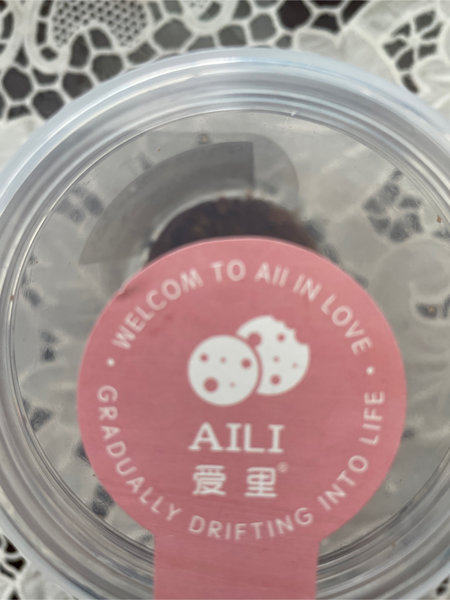 • WELCOM TO AII IN LOVE •
AILI
爱里®
GRADUALLY DRIFTING INTO LIFE